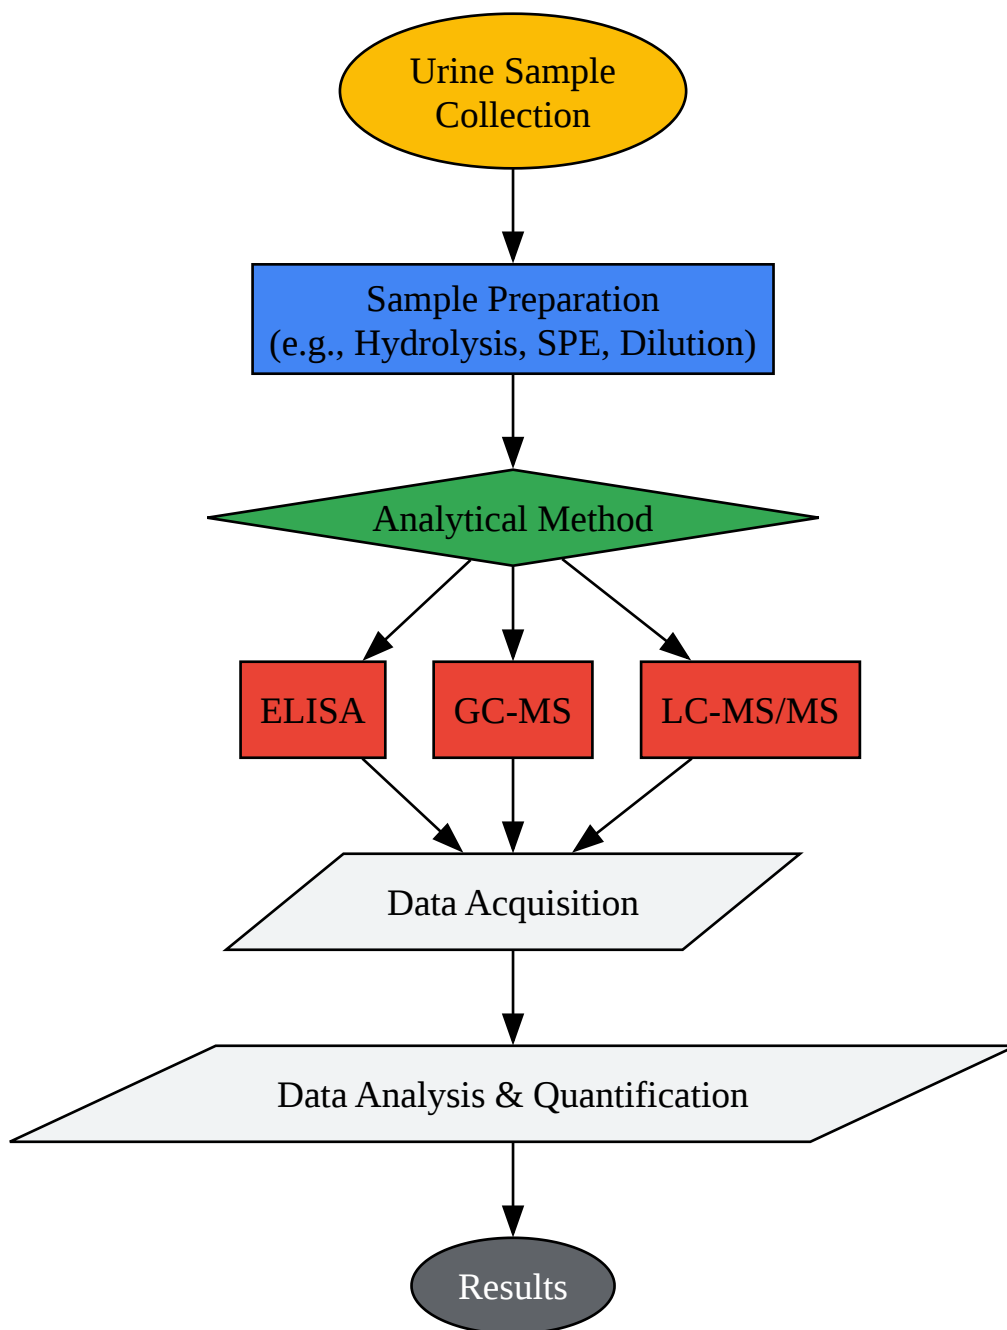 Urine Sample
Collection
Sample Preparation
(e.g., Hydrolysis, SPE, Dilution)
Analytical Method
ELISA
GC-MS
LC-MS/MS
Data Acquisition
Data Analysis & Quantification
Results